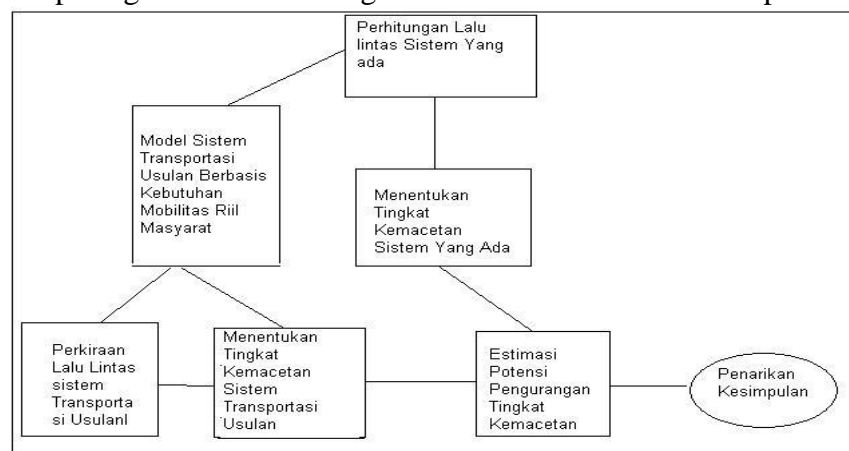 Perhitungan Lalu
lintas Sistem Yang
ada
Model Sistem
Transportasi
Usulan Berbasis
Kebutuhan
Mobilitas Riil
Masyarat
Menentukan
Tingkat
Kemacetan
Sistem Yang Ada
Perkiraan
Lalu Lintas
sistem
Transporta
si Usulanl
Menentukan
Tingkat
Kemacetan
Sistem
Transportasi
Usulan
Estimasi
Potensi
Pengurangan
Tingkat
Kemacetan
Penarikan
Kesimpulan